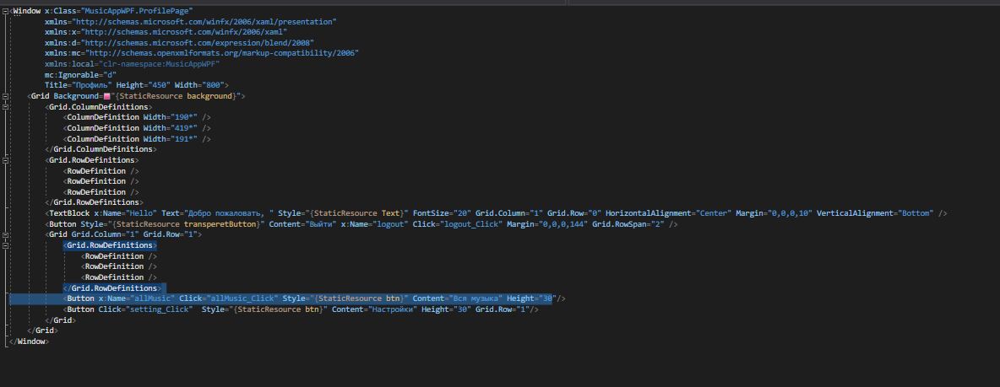 <Window x:Class="MusicAppWPF.ProfilePage"
xmlns="http://schemas.microsoft.com/winfx/2006/xaml/presentation"
xmlns:x="http://schemas.microsoft.com/winfx/2006/xaml"
xmlns:d="http://schemas.microsoft.com/expression/blend/2008"
xmlns:mc="http://schemas.openxmlformats.org/markup-compatibility/2006"
xmlns:local="clr-namespace:MusicAppWPF"
mc:Ignorable="d"
Title="Профиль" Height="450" Width="800">
<Grid Background="{StaticResource background}">
<Grid.ColumnDefinitions>
<ColumnDefinition Width="190*" />
<ColumnDefinition Width="419*" />
<ColumnDefinition Width="191*" />
</Grid.ColumnDefinitions>
<Grid.RowDefinitions>
<RowDefinition />
<RowDefinition />
<RowDefinition />
</Grid.RowDefinitions>
<TextBlock x:Name="Hello" Text="Добро пожаловать, " Style="{StaticResource Text}" FontSize="20" Grid.Column="1" Grid.Row="0" HorizontalAlignment="Center" Margin="0,0,0,10" VerticalAlignment="Bottom" />
<Button Style="{StaticResource transperetButton}" Content="Выйти" x:Name="logout" Click="logout_Click" Margin="0,0,0,144" Grid.RowSpan="2" />
<Grid Grid.Column="1" Grid.Row="1">
<Grid.RowDefinitions>
<RowDefinition />
<RowDefinition />
<RowDefinition />
</Grid.RowDefinitions>
<Button x:Name="allMusic" Click="allMusic_Click" Style="{StaticResource btn}" Content="Вся музыка" Height="30"/>
<Button Click="setting_Click"  Style="{StaticResource btn}" Content="Настройки" Height="30" Grid.Row="1"/>
</Grid>
</Grid>
</Window>